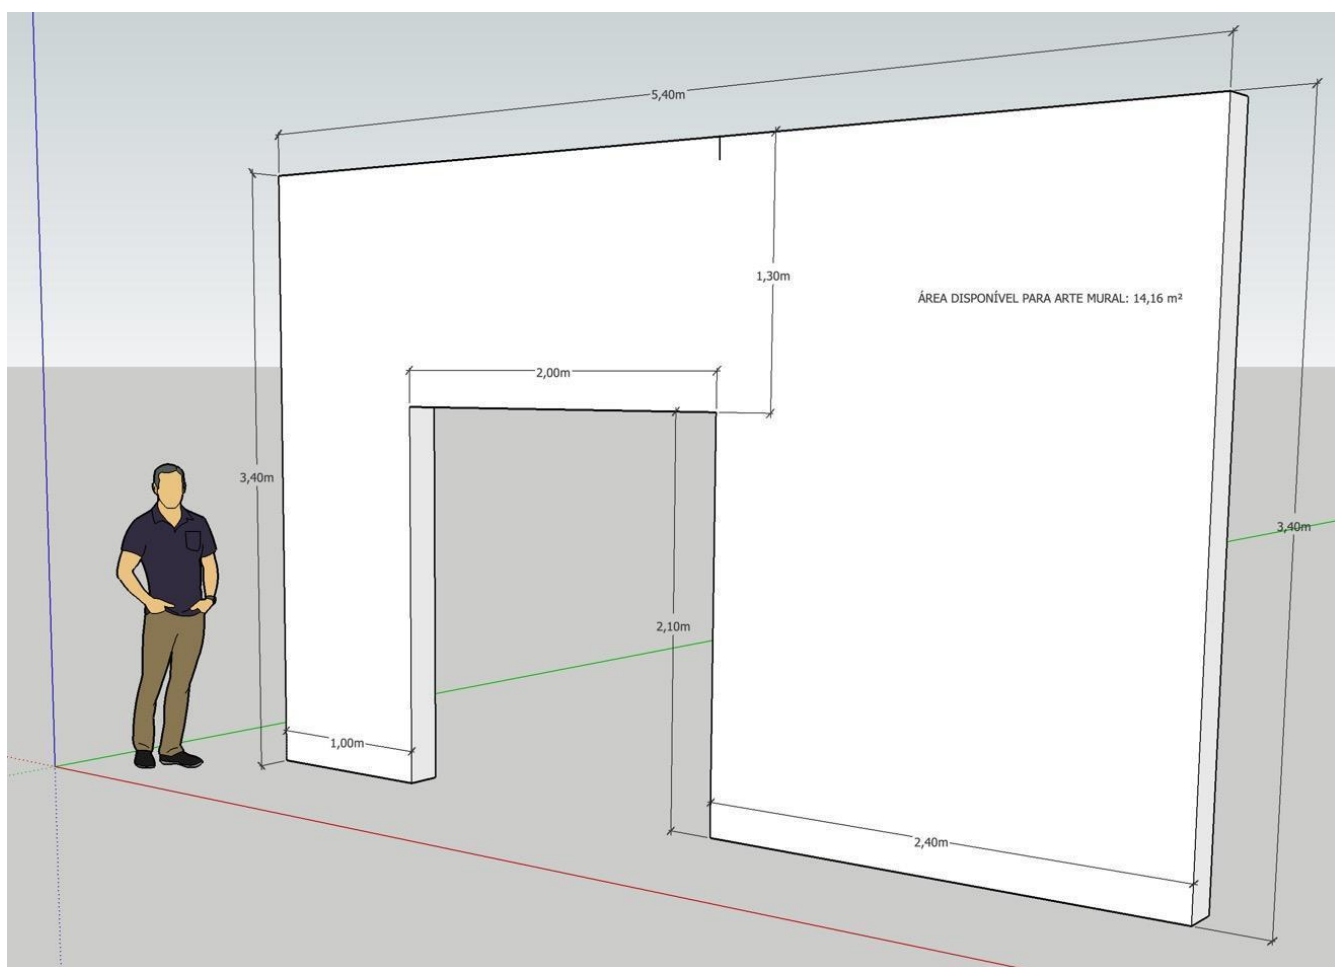 5,40m
1,30m
ÁREA DISPONÍVEL PARA ARTE MURAL: 14,16 m²
2,00m
3,40m
3,40m
2,10m
1,00m
2,40m